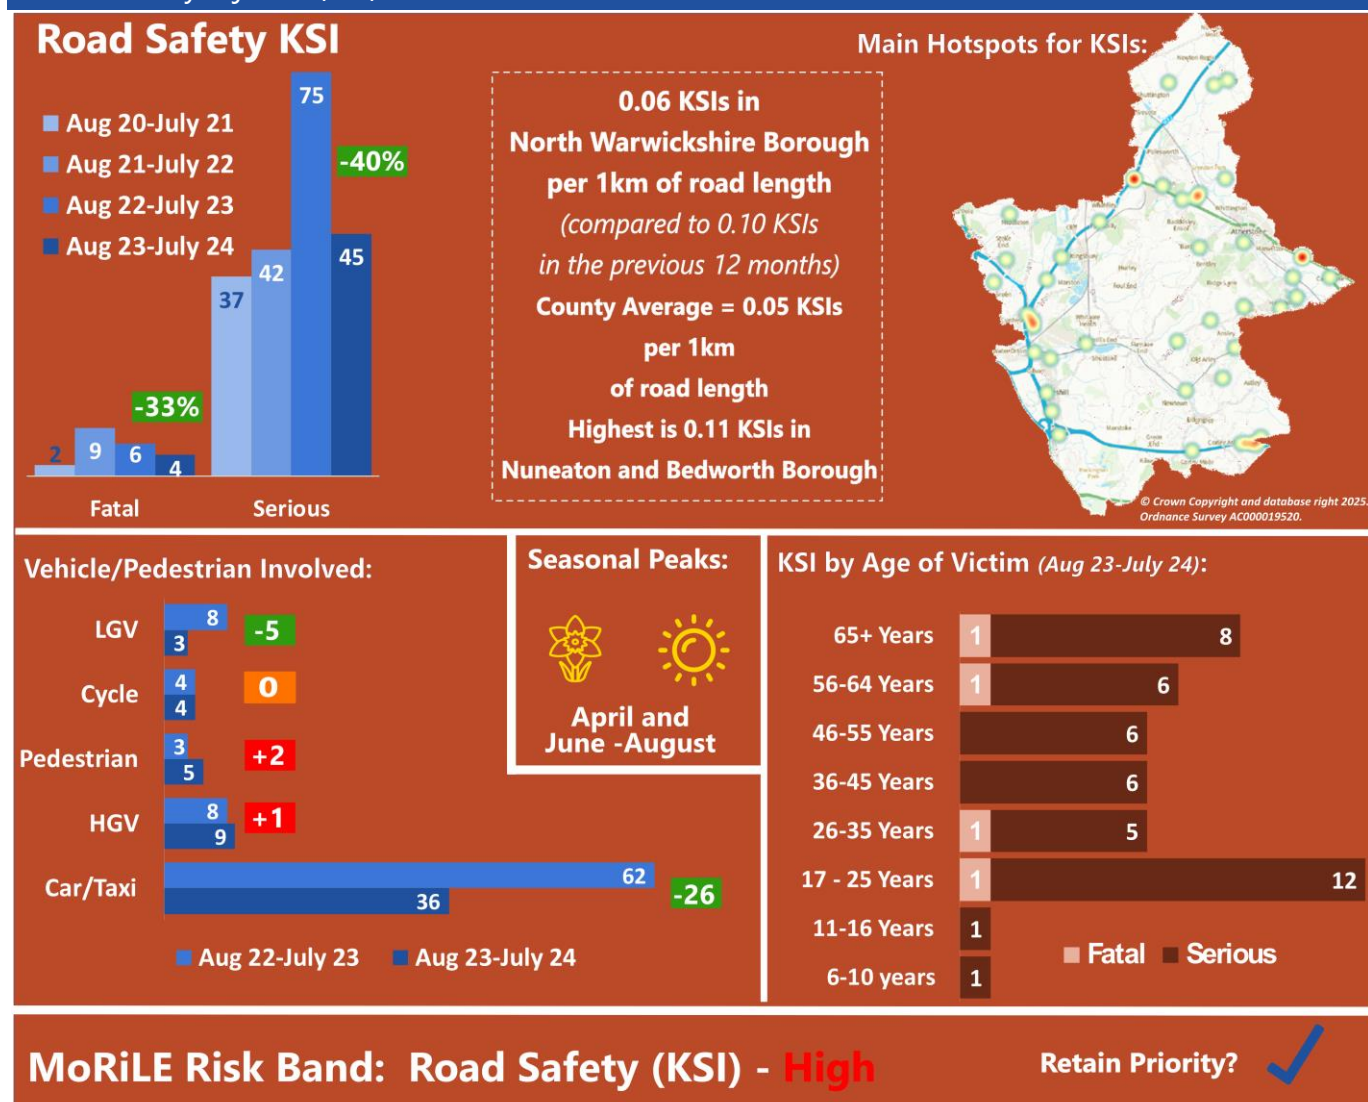 Road Safety KSI
Aug 20-July 21
Aug 21-July 22
Aug 22-July 23
Aug 23-July 24
75
-40%
37
42
45
-33%
2
9
6
4
Fatal
Serious
0.06 KSIs in
North Warwickshire Borough
per 1km of road length
(compared to 0.10 KSIs
in the previous 12 months)
County Average = 0.05 KSIs
per 1km
of road length
Highest is 0.11 KSIs in
Nuneaton and Bedworth Borough
Main Hotspots for KSIs:
Polesworth
Kingsbury
Hurley
© Crown Copyright and database right 2025.
Ordnance Survey AC000019520.
Vehicle/Pedestrian Involved:
LGV
8
3
-5
Cycle
4
4
0
Pedestrian
3
5
+2
HGV
8
9
+1
Car/Taxi
62
36
-26
Aug 22-July 23
Aug 23-July 24
Seasonal Peaks:
April and
June -August
KSI by Age of Victim (Aug 23-July 24):
65+ Years
1
8
56-64 Years
1
6
46-55 Years
6
36-45 Years
6
26-35 Years
1
5
17 - 25 Years
1
12
11-16 Years
1
6-10 years
1
Fatal
Serious
MoRiLE Risk Band: Road Safety (KSI) - High
Retain Priority?